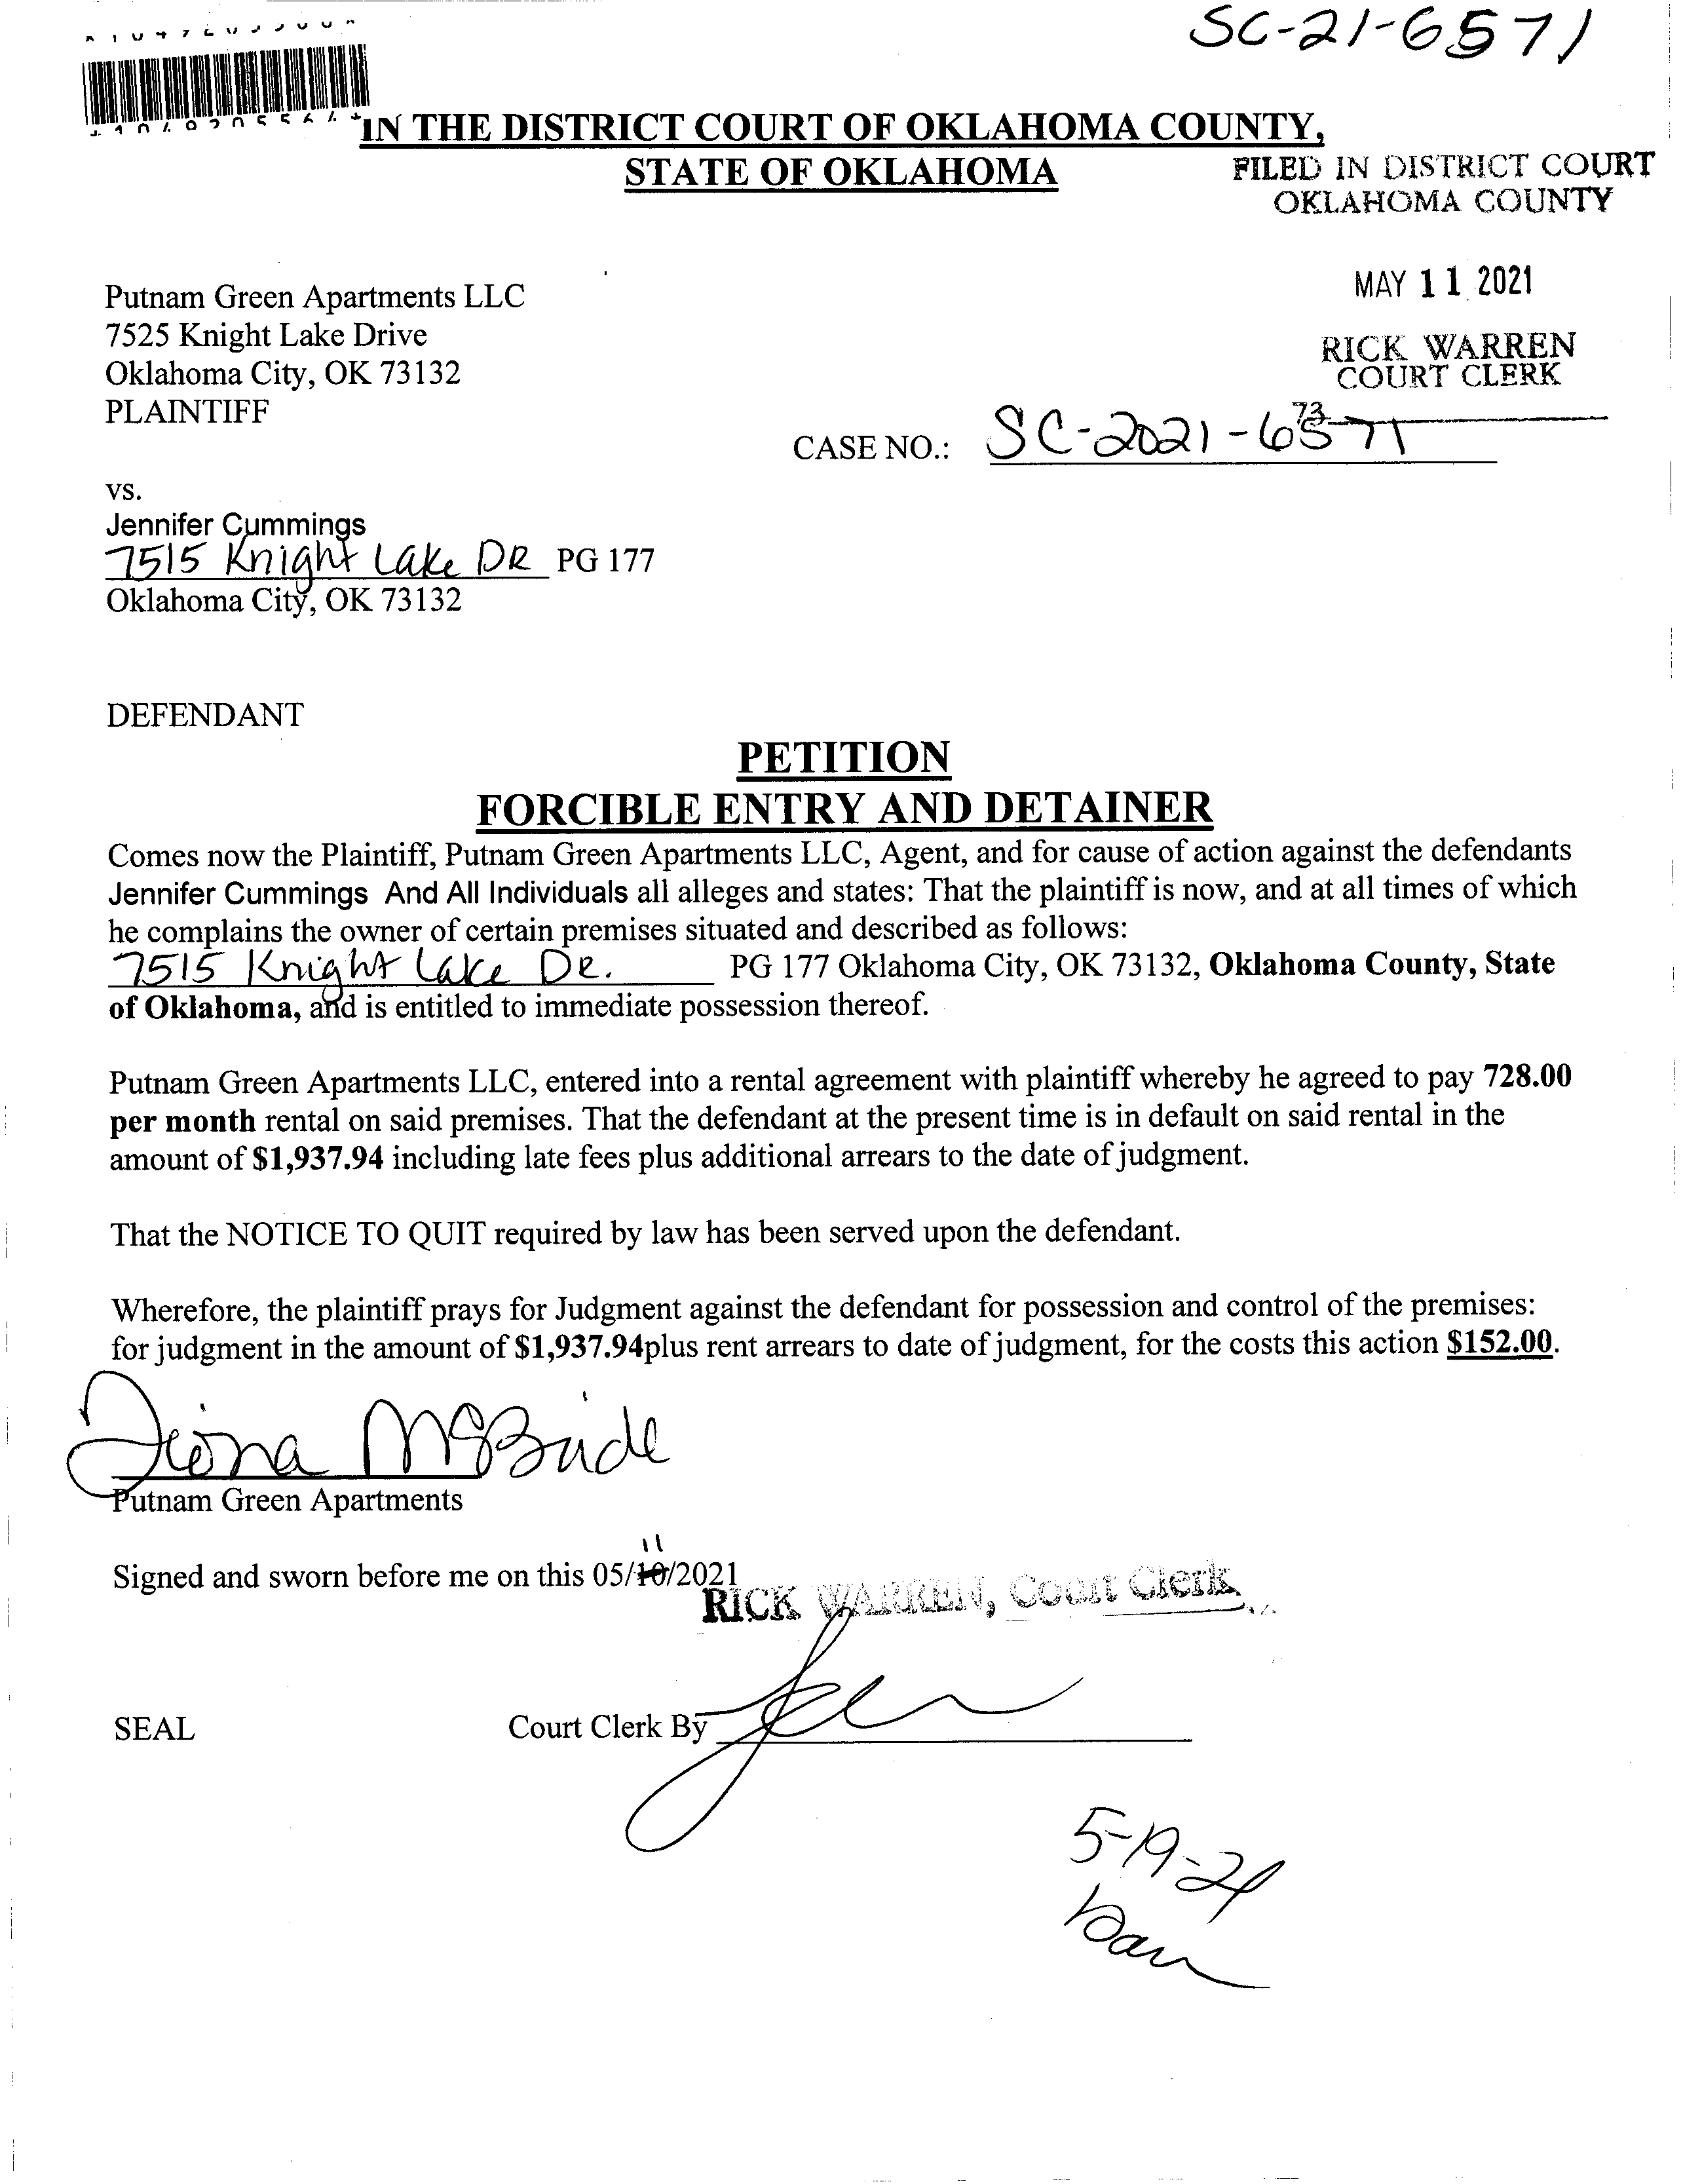 SC-21-6571
IN THE DISTRICT COURT OF OKLAHOMA COUNTY,
STATE OF OKLAHOMA
FILED IN DISTRICT COURT
OKLAHOMA COUNTY
MAY 11 2021
RICK WARREN
COURT CLERK
73
Putnam Green Apartments LLC
7525 Knight Lake Drive
Oklahoma City, OK 73132
PLAINTIFF
CASE NO.: SC-2021-6571
vs.
Jennifer Cummings
7515 Knight Lake DR PG 177
Oklahoma City, OK 73132
DEFENDANT
PETITION
FORCIBLE ENTRY AND DETAINER
Comes now the Plaintiff, Putnam Green Apartments LLC, Agent, and for cause of action against the defendants
Jennifer Cummings And All Individuals all alleges and states: That the plaintiff is now, and at all times of which
he complains the owner of certain premises situated and described as follows:
7515 Knight Lake DR. PG 177 Oklahoma City, OK 73132, Oklahoma County, State
of Oklahoma, and is entitled to immediate possession thereof.
Putnam Green Apartments LLC, entered into a rental agreement with plaintiff whereby he agreed to pay 728.00
per month rental on said premises. That the defendant at the present time is in default on said rental in the
amount of $1,937.94 including late fees plus additional arrears to the date of judgment.
That the NOTICE TO QUIT required by law has been served upon the defendant.
Wherefore, the plaintiff prays for Judgment against the defendant for possession and control of the premises:
for judgment in the amount of $1,937.94plus rent arrears to date of judgment, for the costs this action $152.00.
Fiona McBride
Putnam Green Apartments
11
Signed and sworn before me on this 05/10/2021
RICK WARREN, Court Clerk
SEAL Court Clerk By
5-19-21